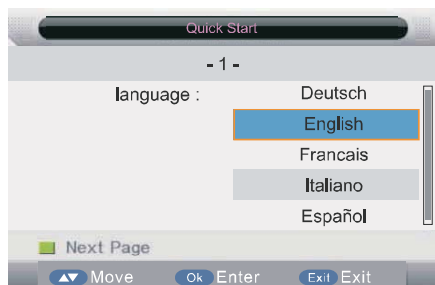 Quick Start
- 1 -
language : Deutsch
English
Francais
Italiano
Español
Next Page
Move Ok Enter Exit Exit